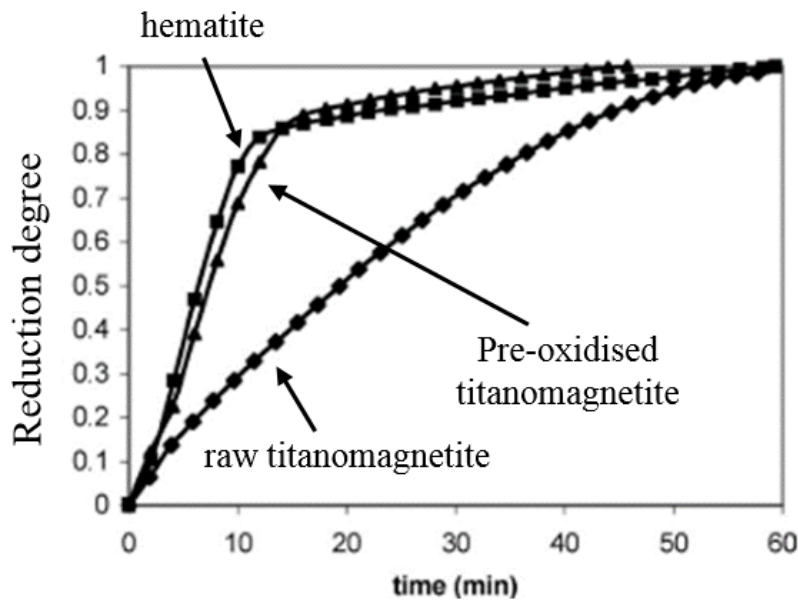 hematite
1
0.9
0.8
0.7
0.6
0.5
0.4
0.3
0.2
0.1
0
Reduction degree
Pre-oxidised
titanomagnetite
raw titanomagnetite
0 10 20 30 40 50 60
time (min)